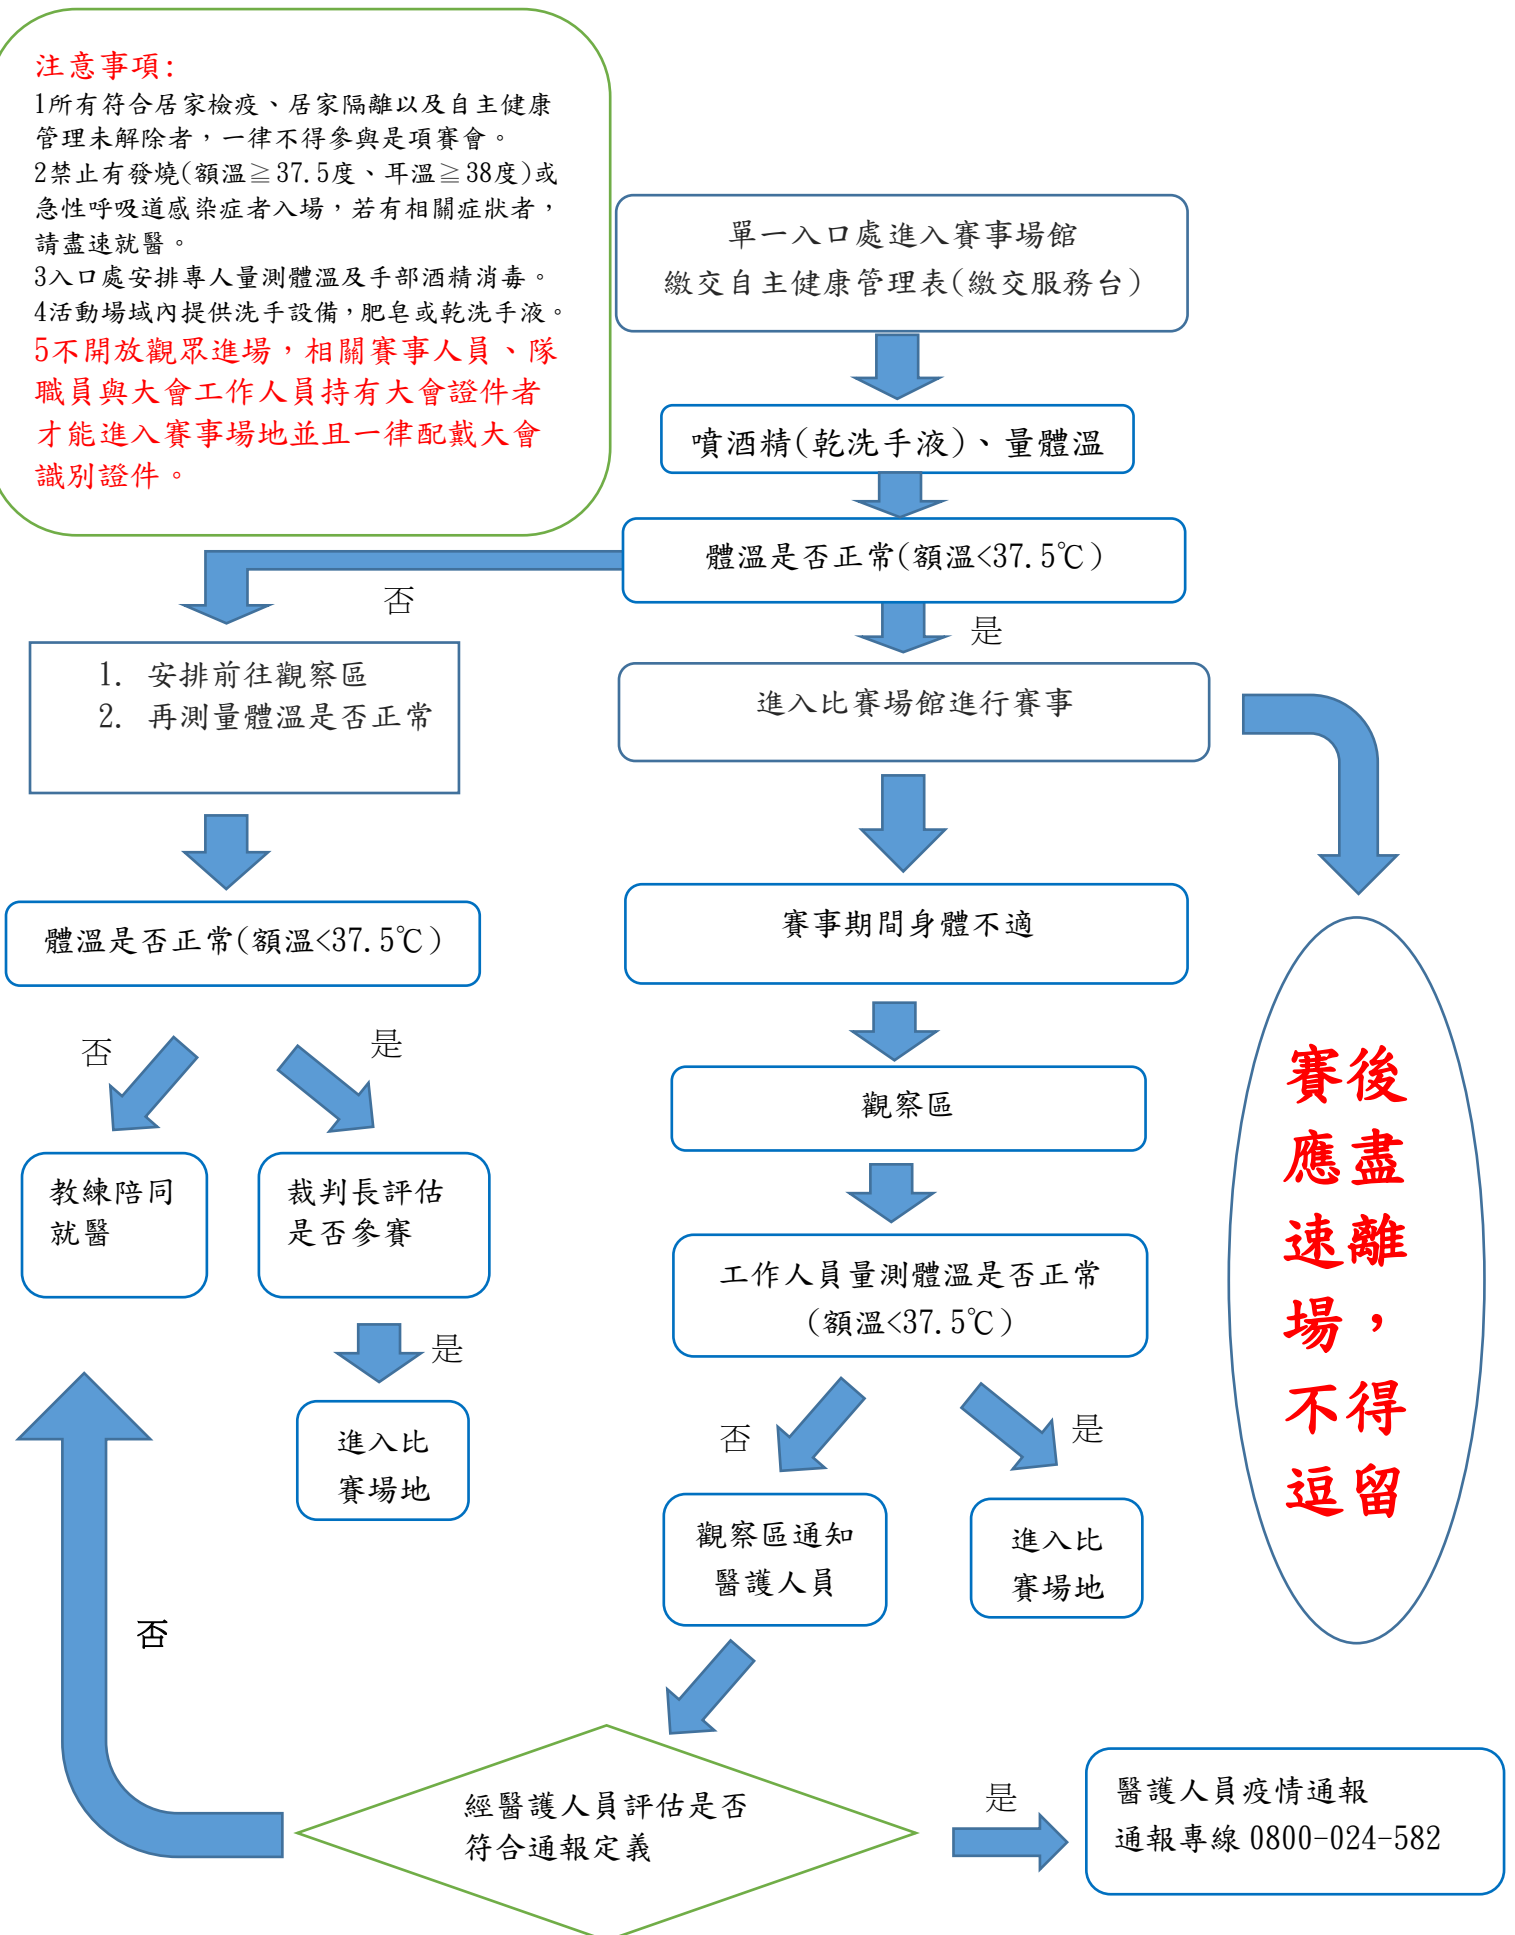 注意事項:
1所有符合居家檢疫、居家隔離以及自主健康
管理未解除者，一律不得參與是項賽會。
2禁止有發燒(額溫≧37.5度、耳溫≧38度)或
急性呼吸道感染症者入場，若有相關症狀者，
請盡速就醫。
3入口處安排專人量測體溫及手部酒精消毒。
4活動場域內提供洗手設備，肥皂或乾洗手液。
5不開放觀眾進場，相關賽事人員、隊
職員與大會工作人員持有大會證件者
才能進入賽事場地並且一律配戴大會
識別證件。
單一入口處進入賽事場館
繳交自主健康管理表(繳交服務台)
噴酒精(乾洗手液)、量體溫
體溫是否正常(額溫<37.5℃)
否
是
1. 安排前往觀察區
2. 再測量體溫是否正常
進入比賽場館進行賽事
體溫是否正常(額溫<37.5℃)
賽事期間身體不適
否
是
觀察區
教練陪同
就醫
裁判長評估
是否參賽
工作人員量測體溫是否正常
(額溫<37.5℃)
是
進入比
賽場地
否
是
觀察區通知
醫護人員
進入比
賽場地
賽後
應盡
速離
場，
不得
逗留
否
經醫護人員評估是否
符合通報定義
是
醫護人員疫情通報
通報專線 0800-024-582